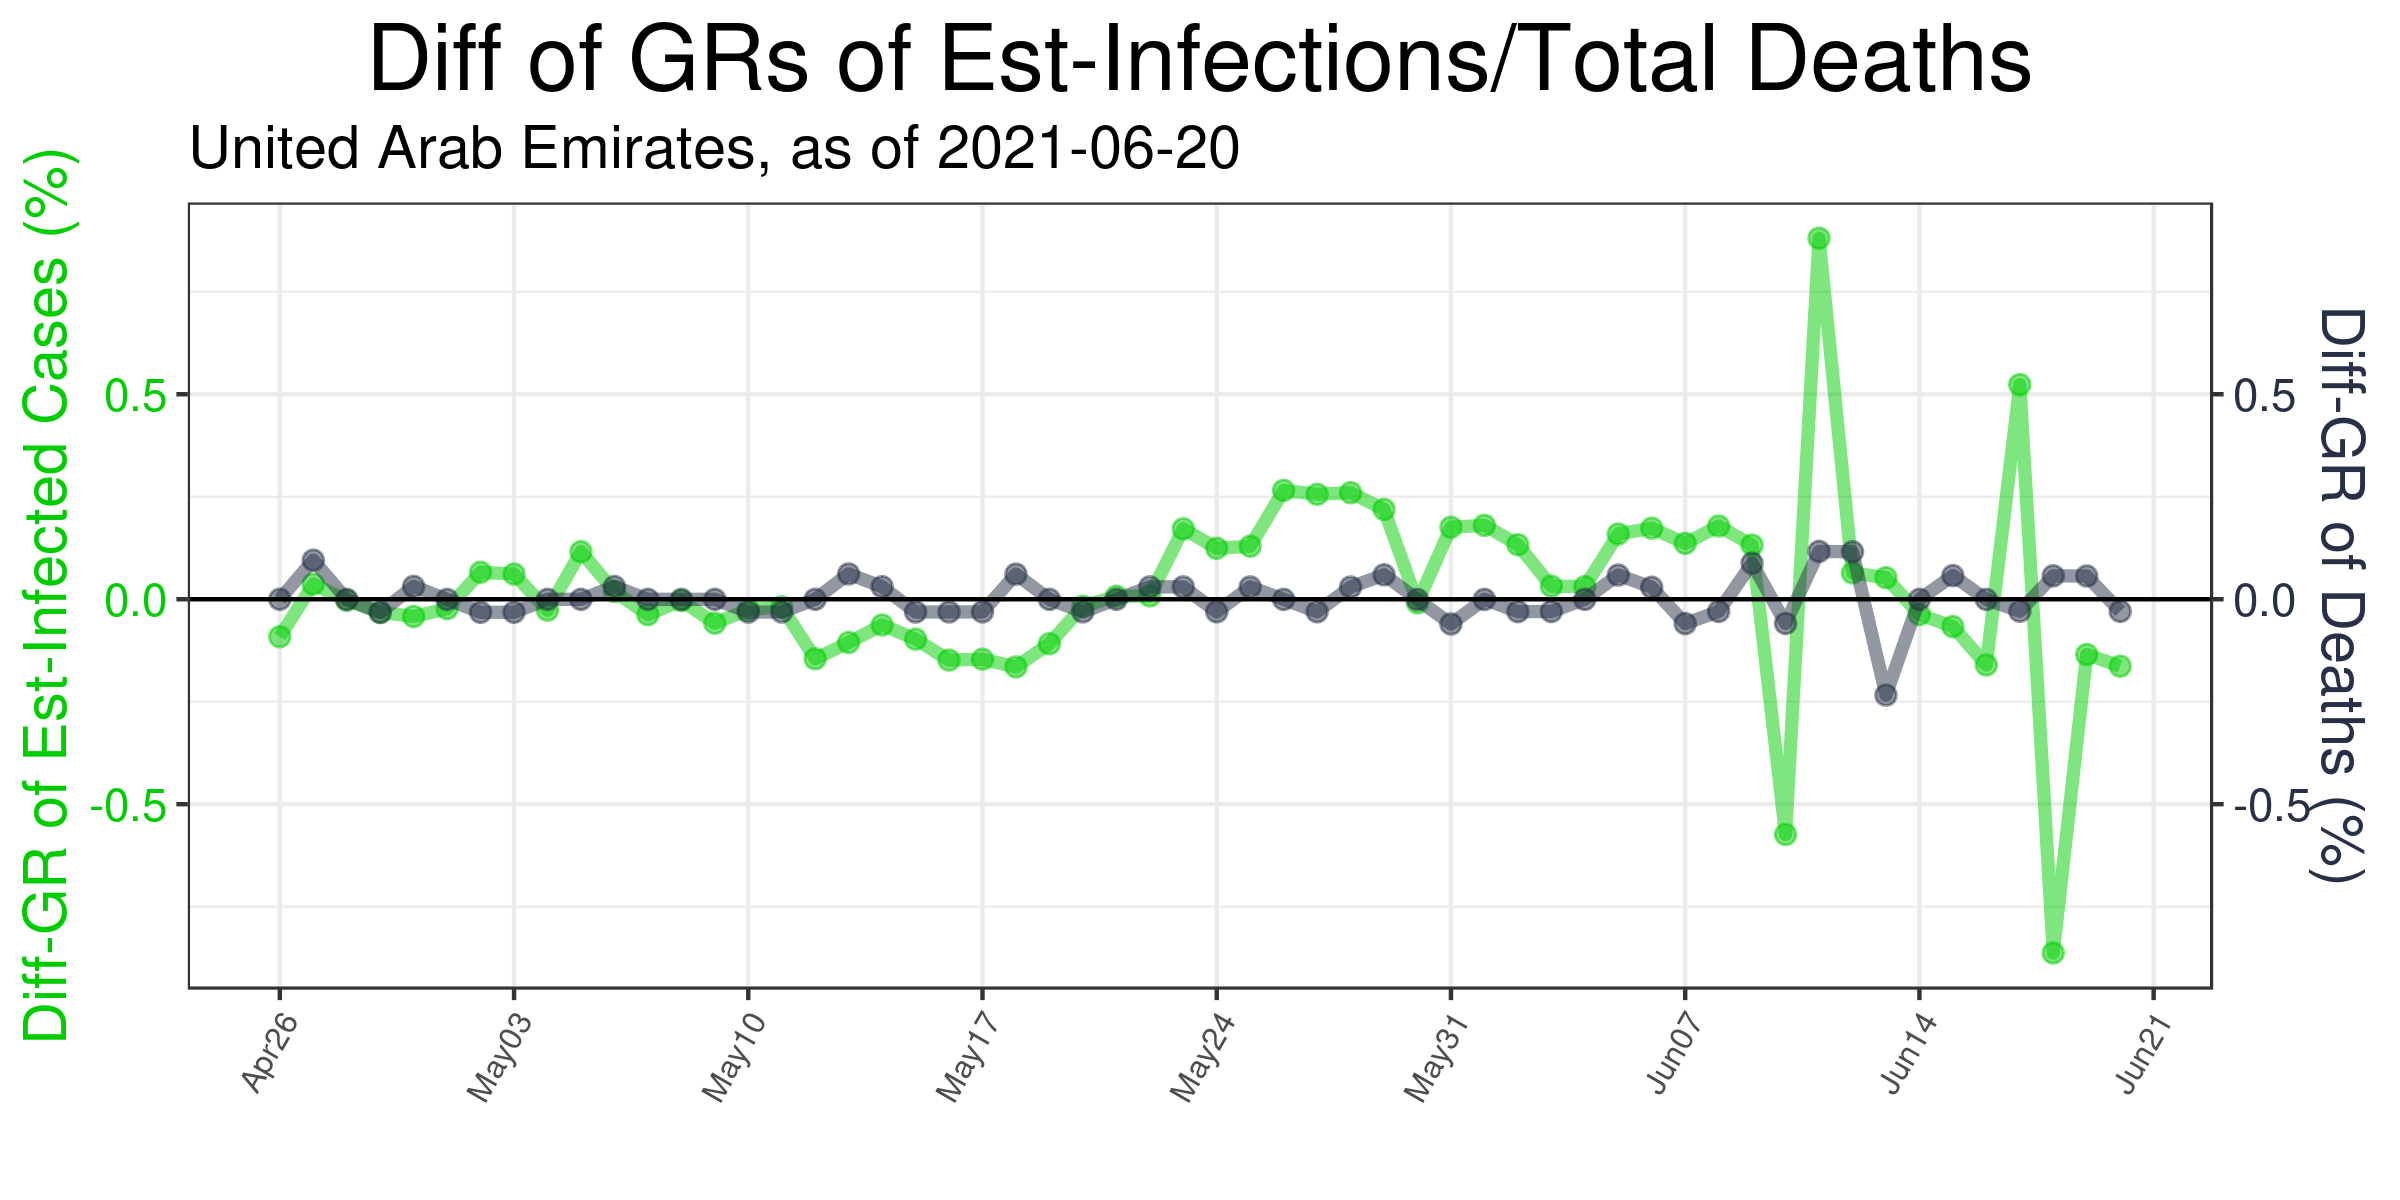 Diff of GRs of Est-Infections/Total Deaths
United Arab Emirates, as of 2021-06-20
Diff-GR of Est-Infected Cases (%)
0.5
0.0
-0.5
0.5
0.0
-0.5
Diff-GR of Deaths (%)
Apr26
May03
May10
May17
May24
May31
Jun07
Jun14
Jun21